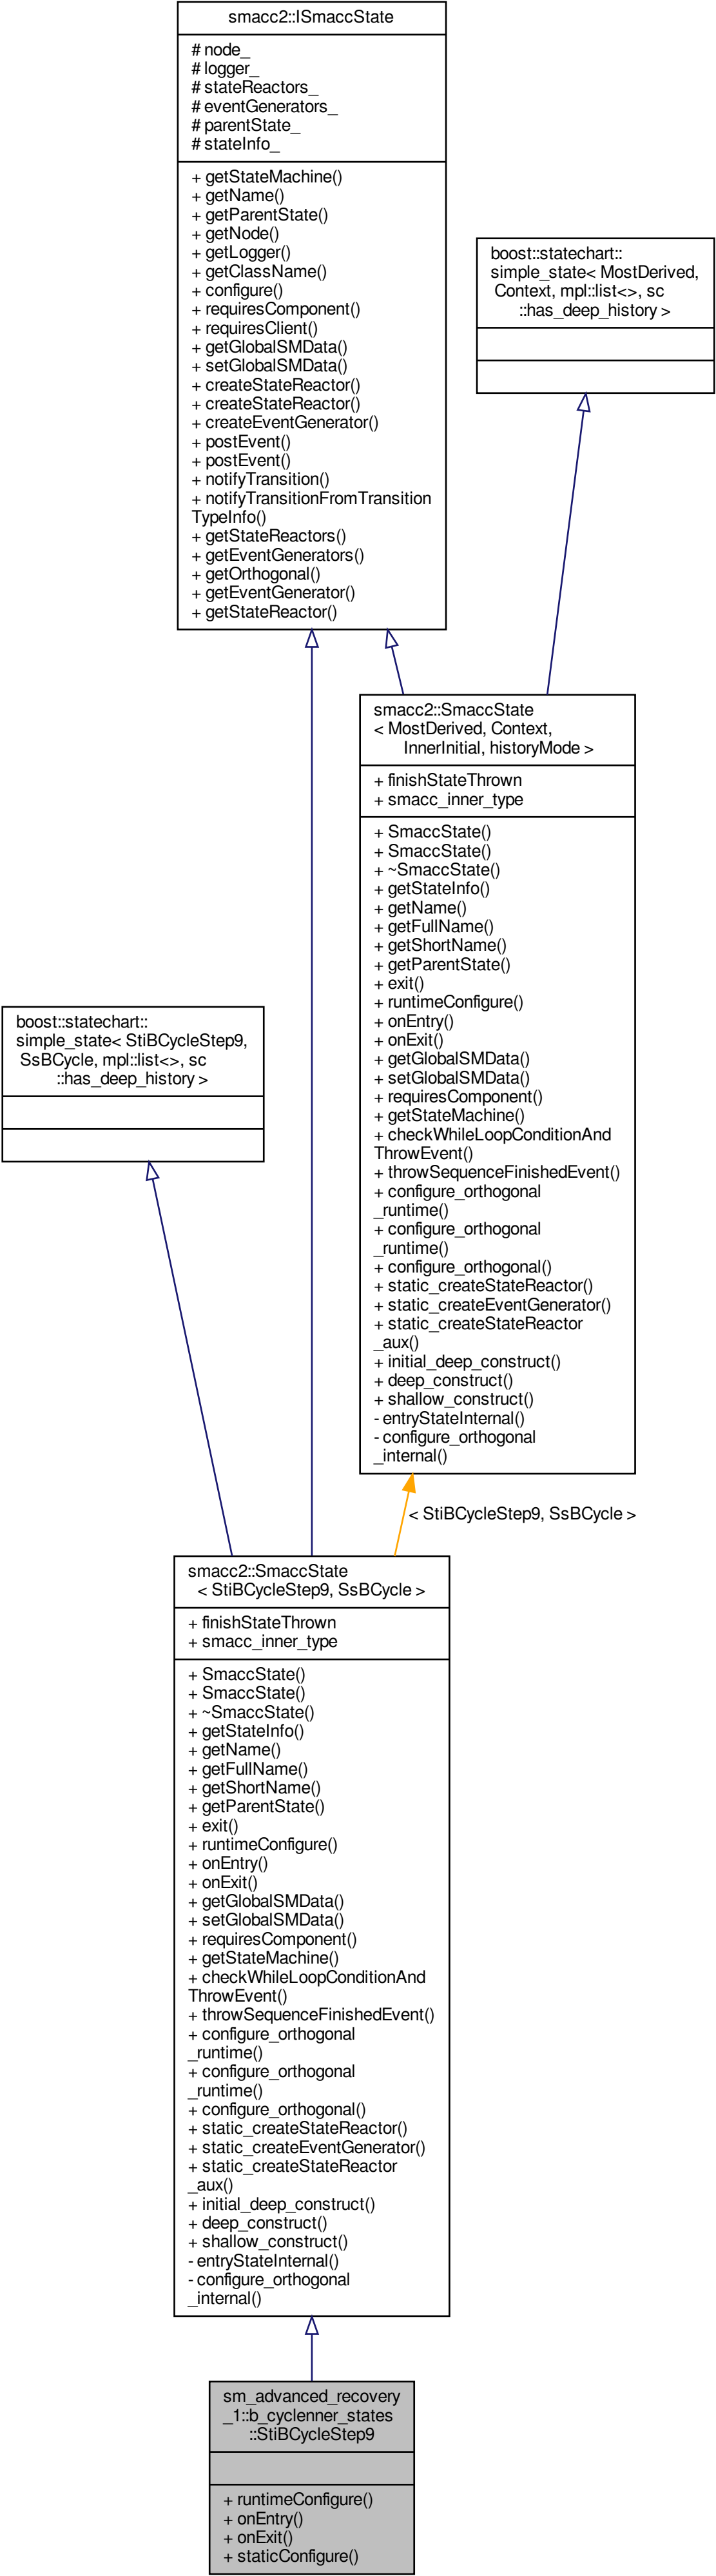 smacc2::ISmaccState
# node_
# logger_
# stateReactors_
# eventGenerators_
# parentState_
# stateInfo_
+ getStateMachine()
+ getName()
+ getParentState()
+ getNode()
+ getLogger()
+ getClassName()
+ configure()
+ requiresComponent()
+ requiresClient()
+ getGlobalSMData()
+ setGlobalSMData()
+ createStateReactor()
+ createStateReactor()
+ createEventGenerator()
+ postEvent()
+ postEvent()
+ notifyTransition()
+ notifyTransitionFromTransition
TypeInfo()
+ getStateReactors()
+ getEventGenerators()
+ getOrthogonal()
+ getEventGenerator()
+ getStateReactor()
boost::statechart::
simple_state< MostDerived,
Context, mpl::list<>, sc
::has_deep_history >
smacc2::SmaccState
< MostDerived, Context,
InnerInitial, historyMode >
+ finishStateThrown
+ smacc_inner_type
+ SmaccState()
+ SmaccState()
+ ~SmaccState()
+ getStateInfo()
+ getName()
+ getFullName()
+ getShortName()
+ getParentState()
+ exit()
+ runtimeConfigure()
+ onEntry()
+ onExit()
+ getGlobalSMData()
+ setGlobalSMData()
+ requiresComponent()
+ getStateMachine()
+ checkWhileLoopConditionAnd
ThrowEvent()
+ throwSequenceFinishedEvent()
+ configure_orthogonal
_runtime()
+ configure_orthogonal
_runtime()
+ configure_orthogonal()
+ static_createStateReactor()
+ static_createEventGenerator()
+ static_createStateReactor
_aux()
+ initial_deep_construct()
+ deep_construct()
+ shallow_construct()
- entryStateInternal()
- configure_orthogonal
_internal()
boost::statechart::
simple_state< StiBCycleStep9,
SsBCycle, mpl::list<>, sc
::has_deep_history >
< StiBCycleStep9, SsBCycle >
smacc2::SmaccState
< StiBCycleStep9, SsBCycle >
+ finishStateThrown
+ smacc_inner_type
+ SmaccState()
+ SmaccState()
+ ~SmaccState()
+ getStateInfo()
+ getName()
+ getFullName()
+ getShortName()
+ getParentState()
+ exit()
+ runtimeConfigure()
+ onEntry()
+ onExit()
+ getGlobalSMData()
+ setGlobalSMData()
+ requiresComponent()
+ getStateMachine()
+ checkWhileLoopConditionAnd
ThrowEvent()
+ throwSequenceFinishedEvent()
+ configure_orthogonal
_runtime()
+ configure_orthogonal
_runtime()
+ configure_orthogonal()
+ static_createStateReactor()
+ static_createEventGenerator()
+ static_createStateReactor
_aux()
+ initial_deep_construct()
+ deep_construct()
+ shallow_construct()
- entryStateInternal()
- configure_orthogonal
_internal()
sm_advanced_recovery
_1::b_cyclenner_states
::StiBCycleStep9
+ runtimeConfigure()
+ onEntry()
+ onExit()
+ staticConfigure()